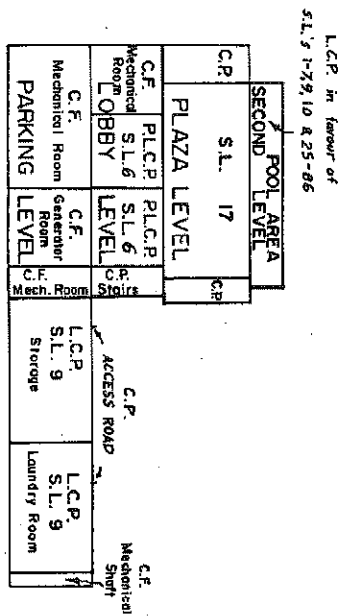 L.C.P. in favour of
S.L.'s 1-7,9,10 & 25-86
POOL AREA
SECOND LEVEL
C.P.
S.L. 17
PLAZA LEVEL
C.P.
C.F.
Mechanical
Room
P.L.C.P.
S.L.6
P.L.C.P.
S.L. 6
LOBBY LEVEL
C.P.
Stairs
C.F.
Mechanical Room
C.F.
Generator
Room
PARKING LEVEL
C.F.
Mech. Room
C.P.
ACCESS ROAD
L.C.P.
S.L. 9
Storage
L.C.P.
S.L. 9
Laundry Room
C.F.
Mechanical
Shaft